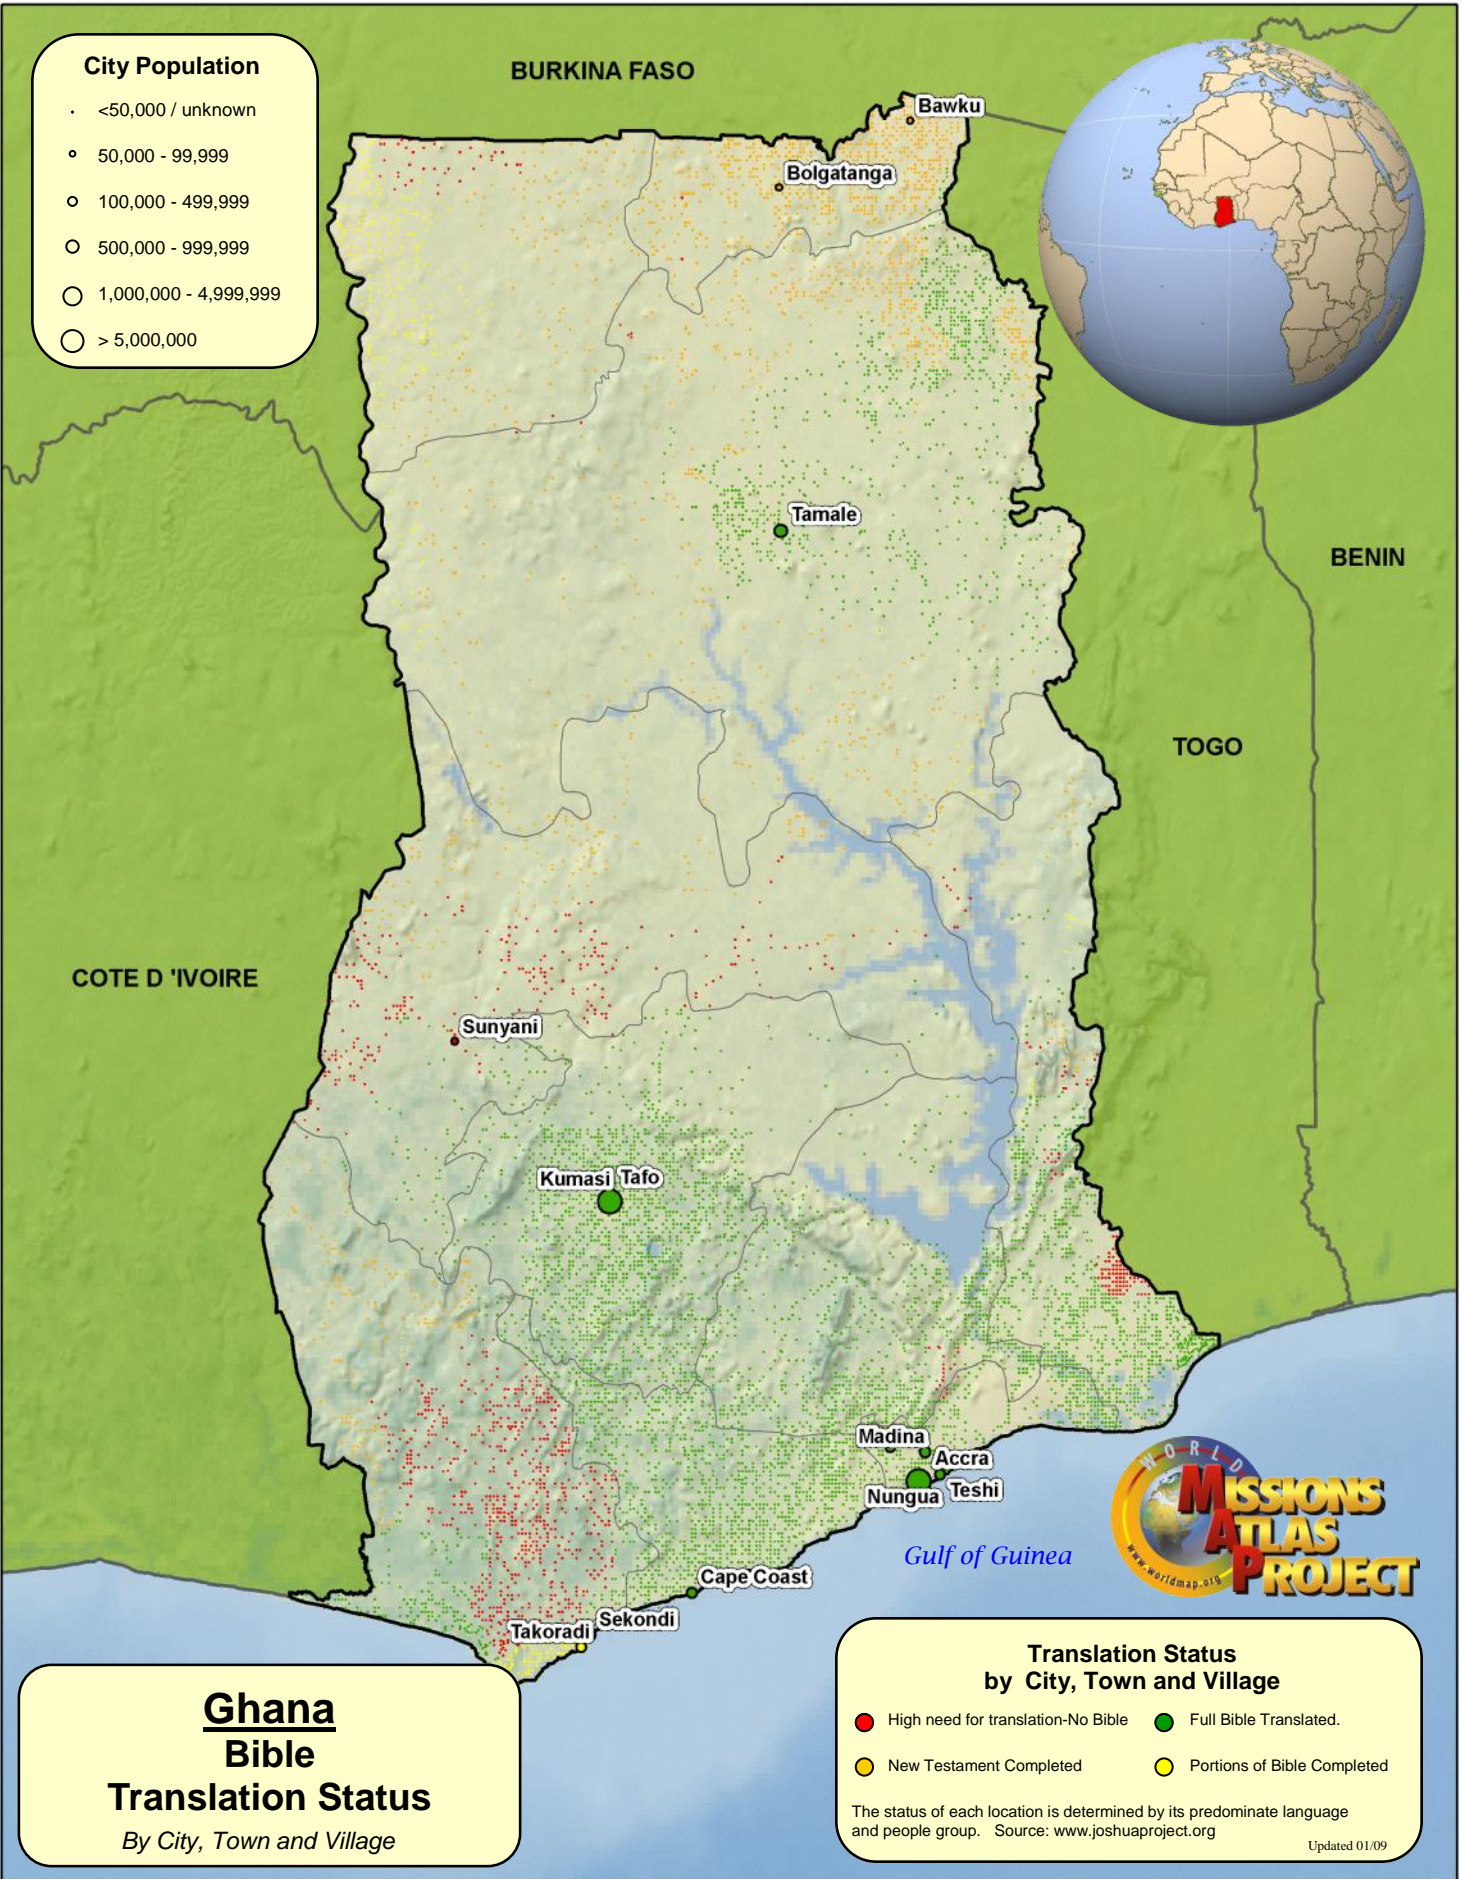 City Population
<50,000 / unknown
50,000 - 99,999
100,000 - 499,999
500,000 - 999,999
1,000,000 - 4,999,999
> 5,000,000
BURKINA FASO
Bawku
Bolgatanga
Tamale
BENIN
TOGO
COTE D 'IVOIRE
Sunyani
Kumasi
Tafo
Madina
Accra
Nungua
Teshi
Cape Coast
Sekondi
Takoradi
Gulf of Guinea
WORLD
MISSIONS
ATLAS
PROJECT
www.worldmap.org
Ghana
Bible
Translation Status
By City, Town and Village
Translation Status
by City, Town and Village
High need for translation-No Bible
Full Bible Translated.
New Testament Completed
Portions of Bible Completed
The status of each location is determined by its predominate language
and people group. Source: www.joshuaproject.org
Updated 01/09